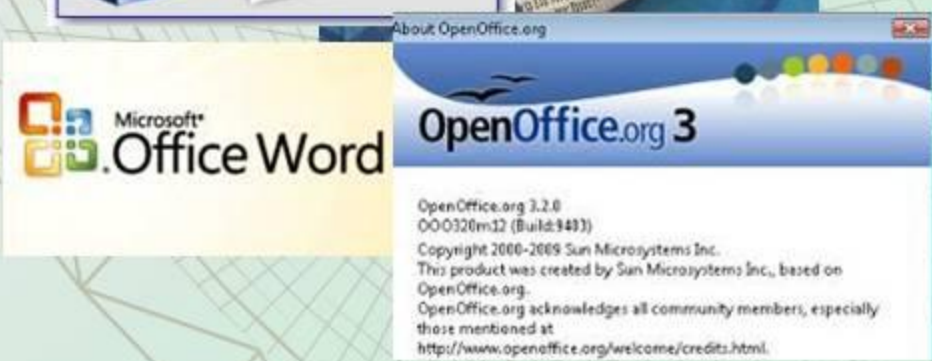 About OpenOffice.org
Microsoft®
Office Word
OpenOffice.org 3
OpenOffice.org 3.2.0
OOO320m12 (Build:9483)
Copyright 2000-2009 Sun Microsystems Inc.
This product was created by Sun Microsystems Inc., based on
OpenOffice.org.
OpenOffice.org acknowledges all community members, especially
those mentioned at
http://www.openoffice.org/welcome/credits.html.